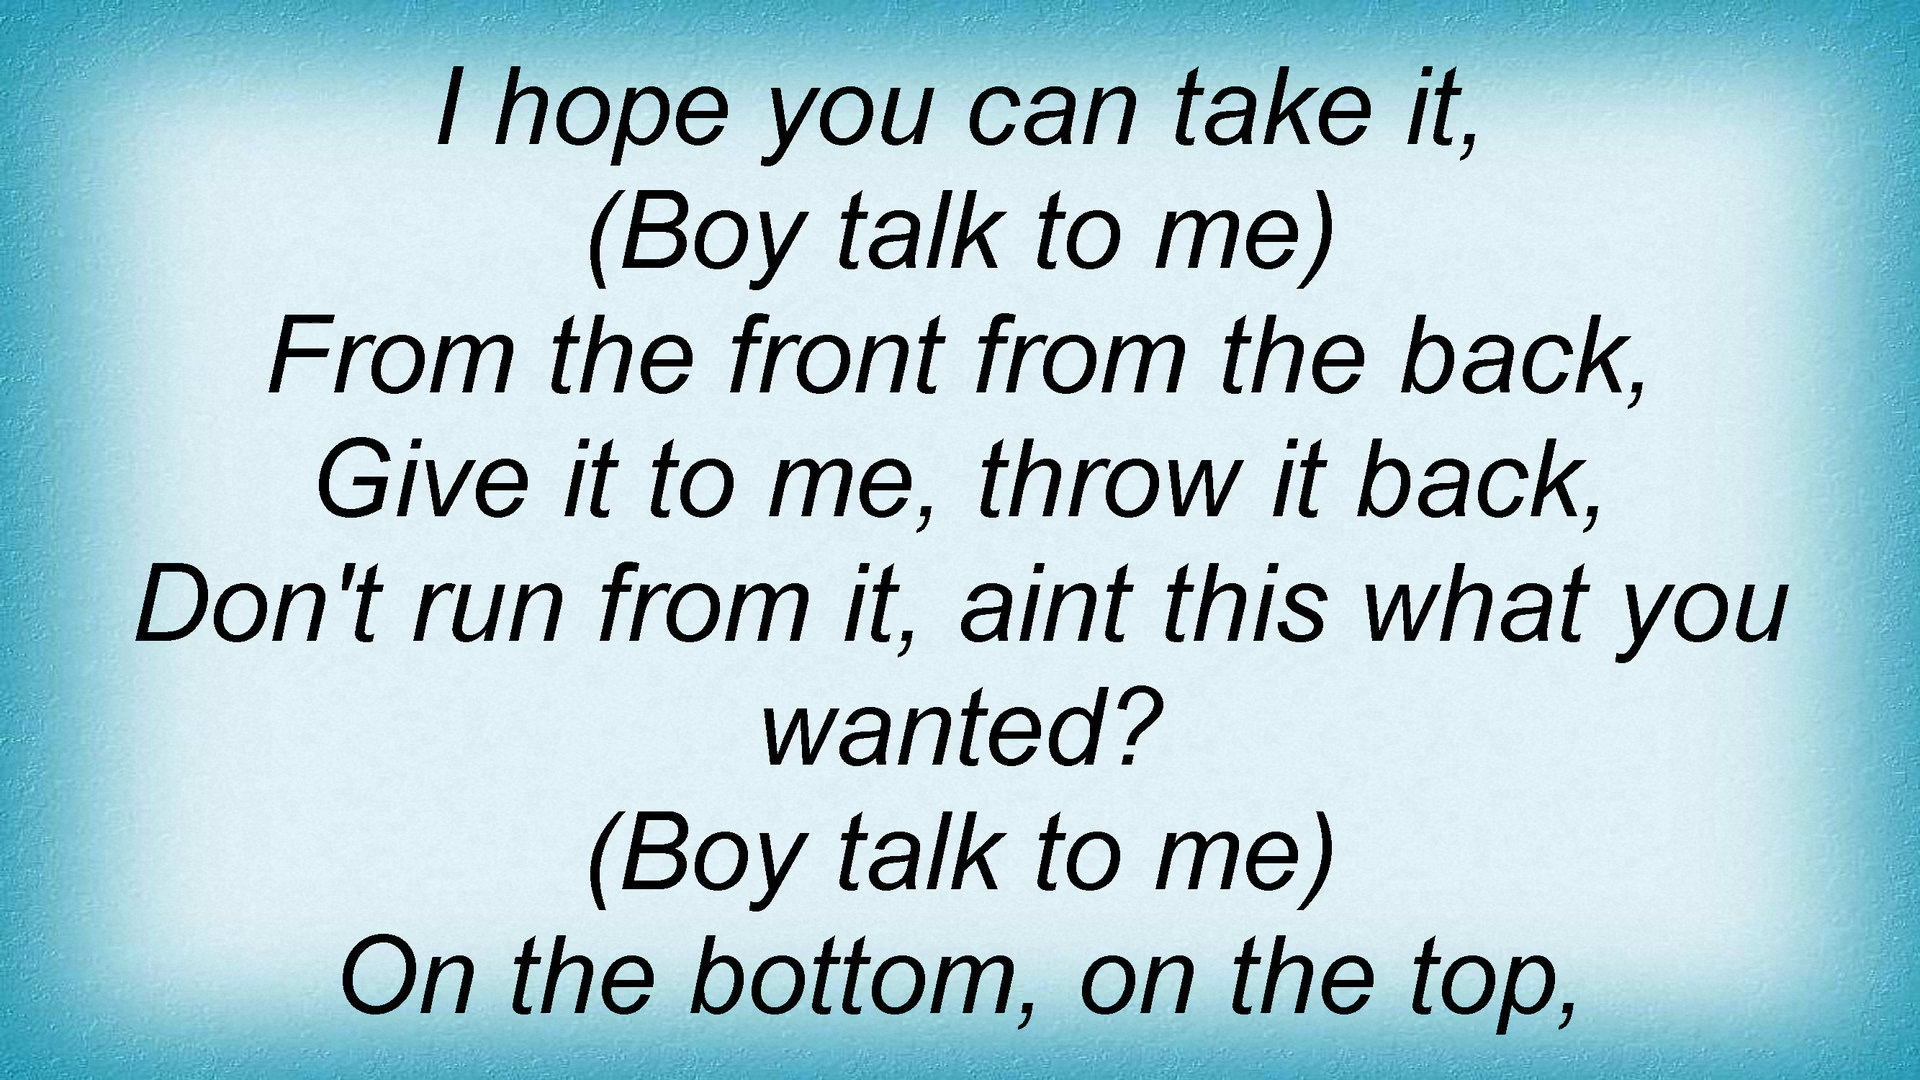 I hope you can take it,
(Boy talk to me)
From the front from the back,
Give it to me, throw it back,
Don't run from it, aint this what you
wanted?
(Boy talk to me)
On the bottom, on the top,